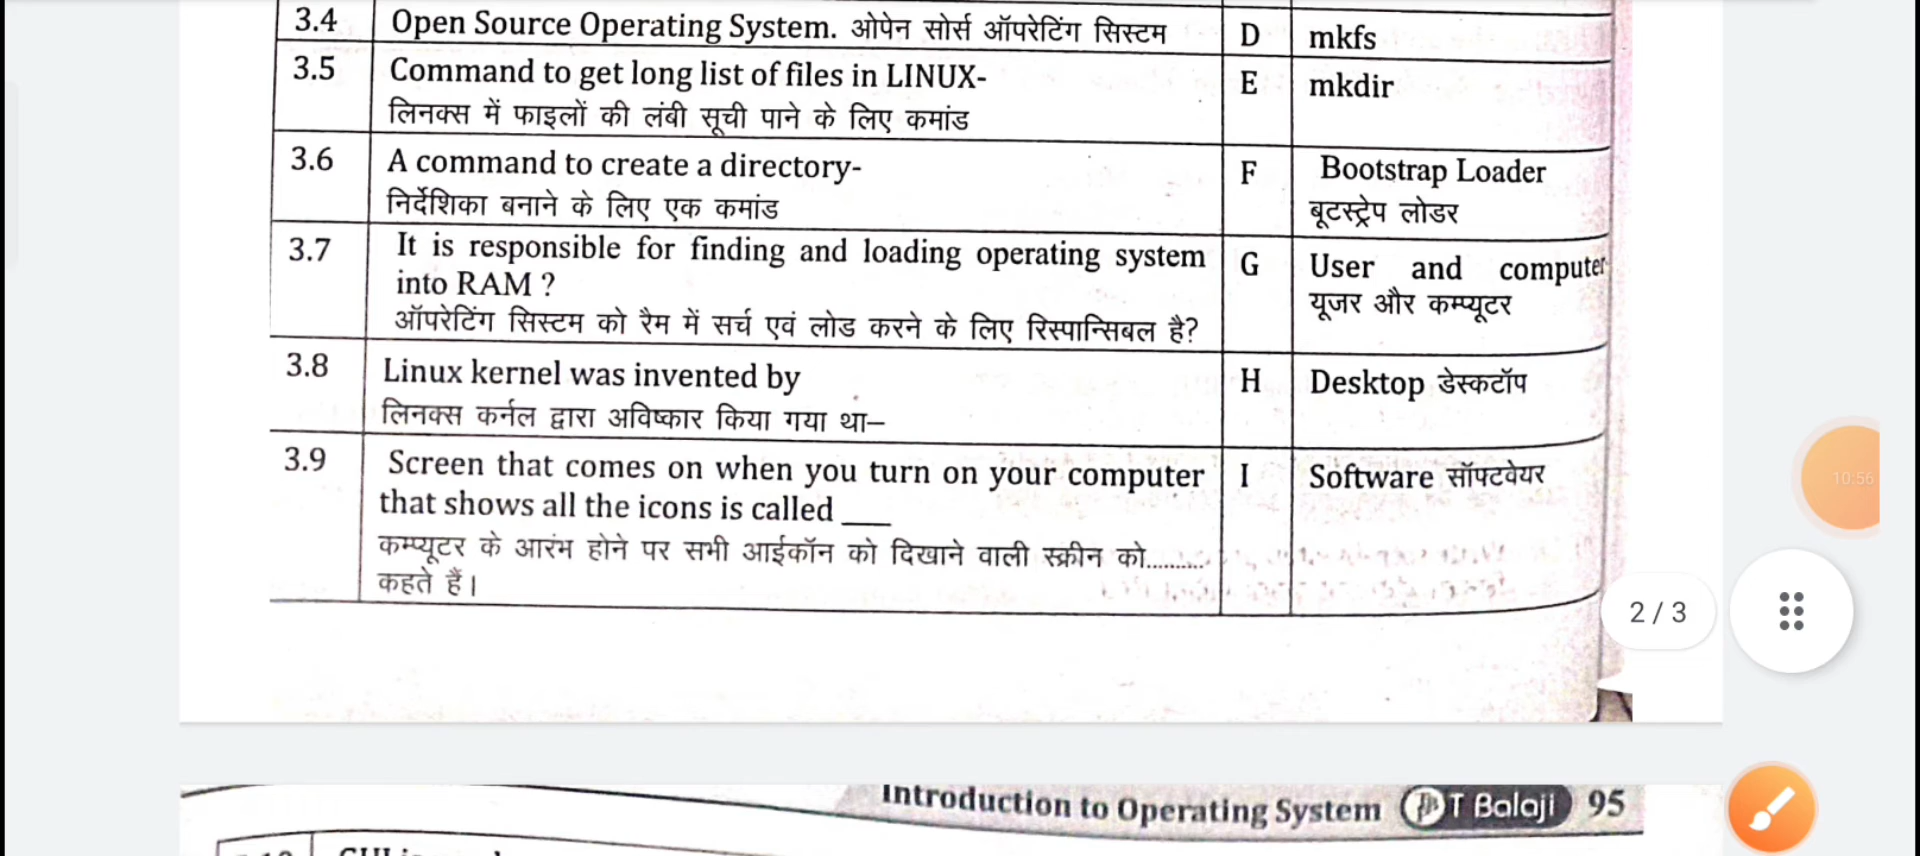 3.4 Open Source Operating System. ओपेन सोर्स ऑपरेटिंग सिस्टम D mkfs
3.5 Command to get long list of files in LINUX- E mkdir
लिनक्स में फाइलों की लंबी सूची पाने के लिए कमांड
3.6 A command to create a directory- F Bootstrap Loader
निर्देशिका बनाने के लिए एक कमांड बूटस्ट्रेप लोडर
3.7 It is responsible for finding and loading operating system G User and computer
into RAM ? यूजर और कम्प्यूटर
ऑपरेटिंग सिस्टम को रैम में सर्च एवं लोड करने के लिए रिस्पान्सिबल है?
3.8 Linux kernel was invented by H Desktop डेस्कटॉप
लिनक्स कर्नल द्वारा अविष्कार किया गया था–
3.9 Screen that comes on when you turn on your computer I Software सॉफ्टवेयर
that shows all the icons is called ___
कम्प्यूटर के आरंभ होने पर सभी आईकॉन को दिखाने वाली स्क्रीन को..........
कहते हैं।
10:56
2 / 3
Introduction to Operating System T Balaji 95